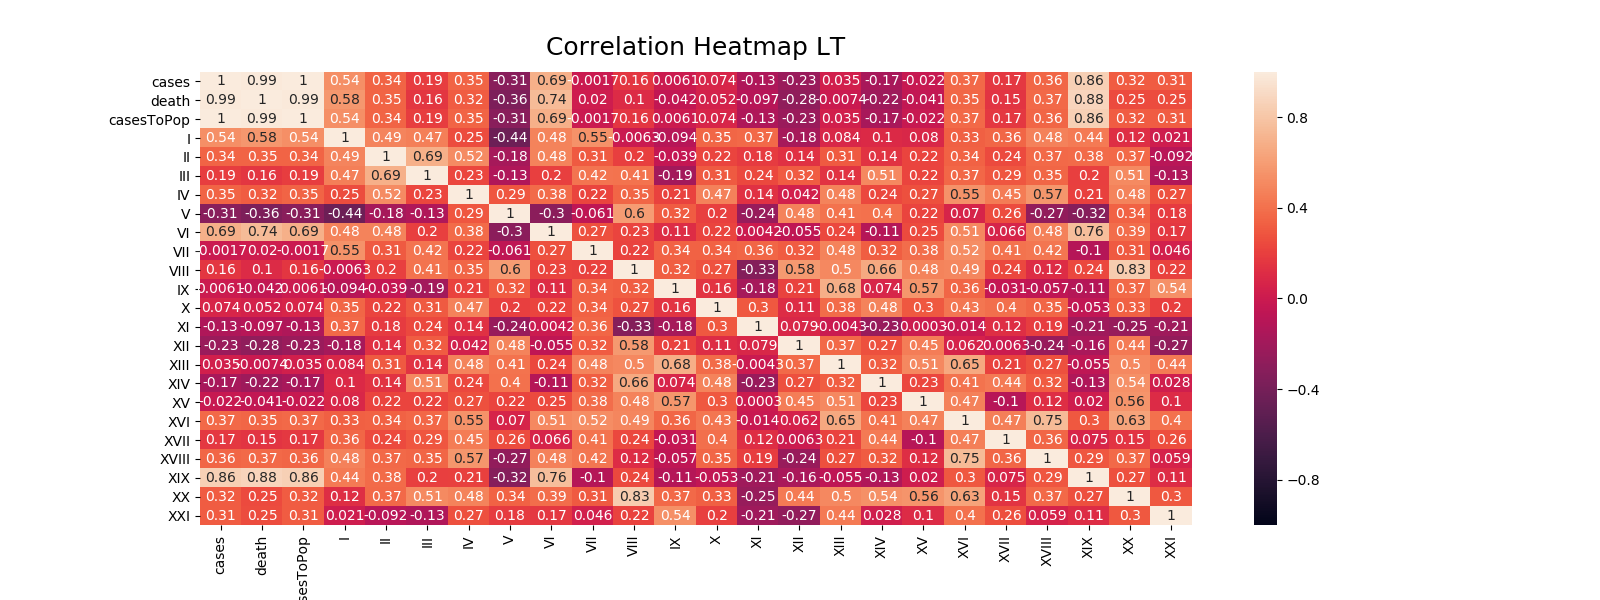 Correlation Heatmap LT
cases 1 0.99 1 0.54 0.34 0.19 0.35 -0.31 0.69 -0.0017 0.16 0.0061 0.074 -0.13 -0.23 0.035 -0.17 -0.022 0.37 0.17 0.36 0.86 0.32 0.31
death 0.99 1 0.99 0.58 0.35 0.16 0.32 -0.36 0.74 0.02 0.1 -0.042 0.052 -0.097 -0.28 -0.0074 -0.22 -0.041 0.35 0.15 0.37 0.88 0.25 0.25
casesToPop 1 0.99 1 0.54 0.34 0.19 0.35 -0.31 0.69 -0.0017 0.16 0.0061 0.074 -0.13 -0.23 0.035 -0.17 -0.022 0.37 0.17 0.36 0.86 0.32 0.31
I 0.54 0.58 0.54 1 0.49 0.47 0.25 -0.44 0.48 0.55 -0.0063 -0.094 0.35 0.37 -0.18 0.084 0.1 0.08 0.33 0.36 0.48 0.44 0.12 0.021
II 0.34 0.35 0.34 0.49 1 0.69 0.52 -0.18 0.48 0.31 0.2 -0.039 0.22 0.18 0.14 0.31 0.14 0.22 0.34 0.24 0.37 0.38 0.37 -0.092
III 0.19 0.16 0.19 0.47 0.69 1 0.23 -0.13 0.2 0.42 0.41 -0.19 0.31 0.24 0.32 0.14 0.51 0.22 0.37 0.29 0.35 0.2 0.51 -0.13
IV 0.35 0.32 0.35 0.25 0.52 0.23 1 0.29 0.38 0.22 0.35 0.21 0.47 0.14 0.042 0.48 0.24 0.27 0.55 0.45 0.57 0.21 0.48 0.27
V -0.31 -0.36 -0.31 -0.44 -0.18 -0.13 0.29 1 -0.3 -0.061 0.6 0.32 0.2 -0.24 0.48 0.41 0.4 0.22 0.07 0.26 -0.27 -0.32 0.34 0.18
VI 0.69 0.74 0.69 0.48 0.48 0.2 0.38 -0.3 1 0.27 0.23 0.11 0.22 0.0042 -0.055 0.24 -0.11 0.25 0.51 0.066 0.48 0.76 0.39 0.17
VII -0.0017 0.02 -0.0017 0.55 0.31 0.42 0.22 -0.061 0.27 1 0.22 0.34 0.34 0.36 0.32 0.48 0.32 0.38 0.52 0.41 0.42 -0.1 0.31 0.046
VIII 0.16 0.1 0.16 -0.0063 0.2 0.41 0.35 0.6 0.23 0.22 1 0.32 0.27 -0.33 0.58 0.5 0.66 0.48 0.49 0.24 0.12 0.24 0.83 0.22
IX 0.0061 -0.042 0.0061 -0.094 -0.039 -0.19 0.21 0.32 0.11 0.34 0.32 1 0.16 -0.18 0.21 0.68 0.074 0.57 0.36 -0.031 -0.057 -0.11 0.37 0.54
X 0.074 0.052 0.074 0.35 0.22 0.31 0.47 0.2 0.22 0.34 0.27 0.16 1 0.3 0.11 0.38 0.48 0.3 0.43 0.4 0.35 -0.053 0.33 0.2
XI -0.13 -0.097 -0.13 0.37 0.18 0.24 0.14 -0.24 0.0042 0.36 -0.33 -0.18 0.3 1 0.079 -0.0043 -0.23 0.0003 -0.014 0.12 0.19 -0.21 -0.25 -0.21
XII -0.23 -0.28 -0.23 -0.18 0.14 0.32 0.042 0.48 -0.055 0.32 0.58 0.21 0.11 0.079 1 0.37 0.27 0.45 0.062 0.0063 -0.24 -0.16 0.44 -0.27
XIII 0.035 -0.0074 0.035 0.084 0.31 0.14 0.48 0.41 0.24 0.48 0.5 0.68 0.38 -0.0043 0.37 1 0.32 0.51 0.65 0.21 0.27 -0.055 0.5 0.44
XIV -0.17 -0.22 -0.17 0.1 0.14 0.51 0.24 0.4 -0.11 0.32 0.66 0.074 0.48 -0.23 0.27 0.32 1 0.23 0.41 0.44 0.32 -0.13 0.54 0.028
XV -0.022 -0.041 -0.022 0.08 0.22 0.22 0.27 0.22 0.25 0.38 0.48 0.57 0.3 0.0003 0.45 0.51 0.23 1 0.47 -0.1 0.12 0.02 0.56 0.1
XVI 0.37 0.35 0.37 0.33 0.34 0.37 0.55 0.07 0.51 0.52 0.49 0.36 0.43 -0.014 0.062 0.65 0.41 0.47 1 0.47 0.75 0.3 0.63 0.4
XVII 0.17 0.15 0.17 0.36 0.24 0.29 0.45 0.26 0.066 0.41 0.24 -0.031 0.4 0.12 0.0063 0.21 0.44 -0.1 0.47 1 0.36 0.075 0.15 0.26
XVIII 0.36 0.37 0.36 0.48 0.37 0.35 0.57 -0.27 0.48 0.42 0.12 -0.057 0.35 0.19 -0.24 0.27 0.32 0.12 0.75 0.36 1 0.29 0.37 0.059
XIX 0.86 0.88 0.86 0.44 0.38 0.2 0.21 -0.32 0.76 -0.1 0.24 -0.11 -0.053 -0.21 -0.16 -0.055 -0.13 0.02 0.3 0.075 0.29 1 0.27 0.11
XX 0.32 0.25 0.32 0.12 0.37 0.51 0.48 0.34 0.39 0.31 0.83 0.37 0.33 -0.25 0.44 0.5 0.54 0.56 0.63 0.15 0.37 0.27 1 0.3
XXI 0.31 0.25 0.31 0.021 -0.092 -0.13 0.27 0.18 0.17 0.046 0.22 0.54 0.2 -0.21 -0.27 0.44 0.028 0.1 0.4 0.26 0.059 0.11 0.3 1
cases death sesToPop I II III IV V VI VII VIII IX X XI XII XIII XIV XV XVI XVII XVIII XIX XX XXI
0.8
0.4
0.0
−0.4
−0.8